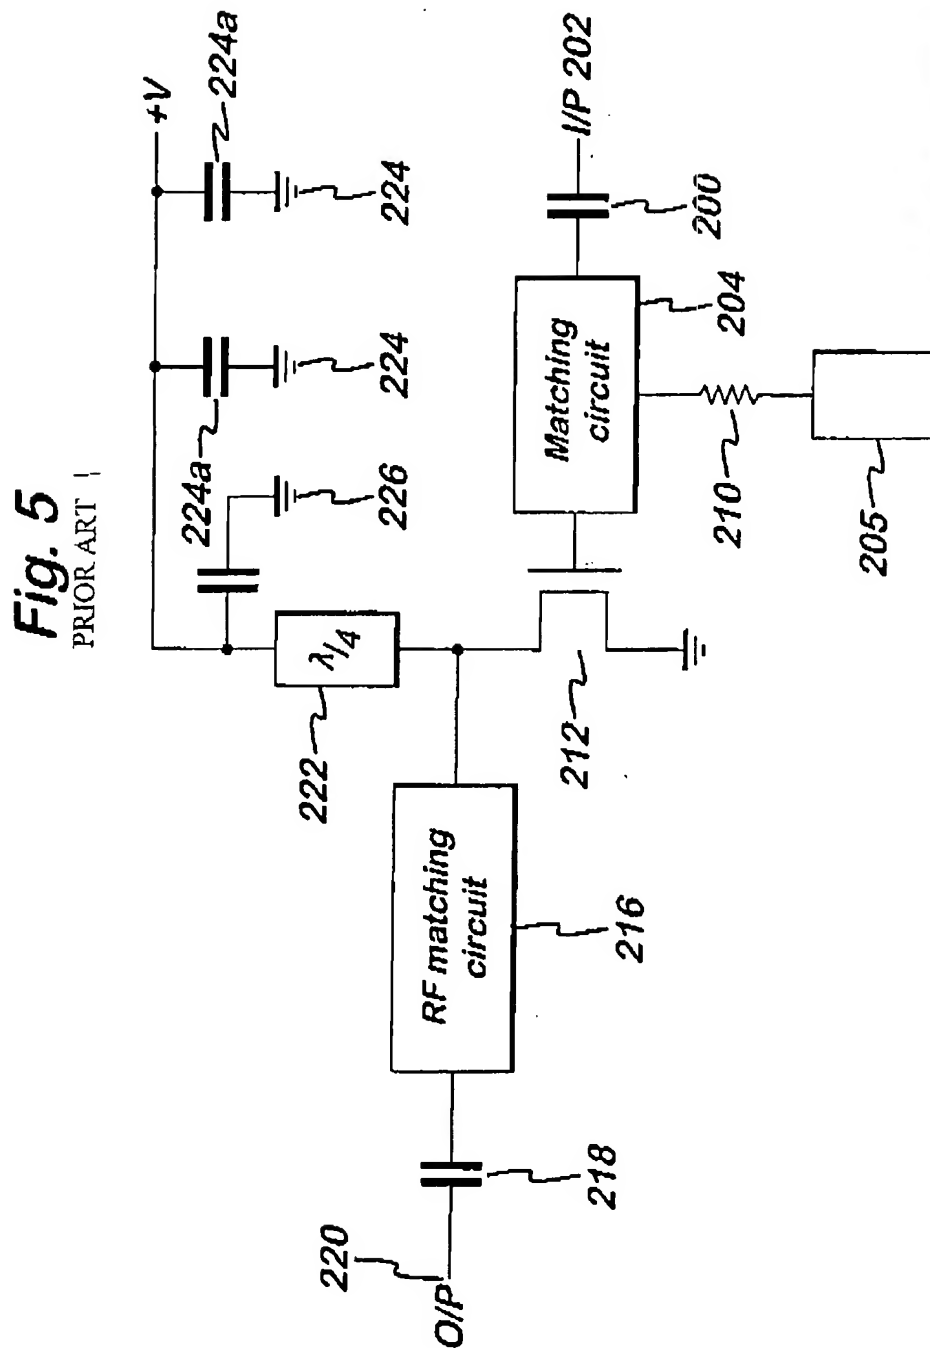 Fig. 5
PRIOR ART
+V
224a
224a
224
224
226
222
λ/4
I/P 202
200
Matching
circuit
204
210
205
212
RF matching
circuit
216
218
220
O/P